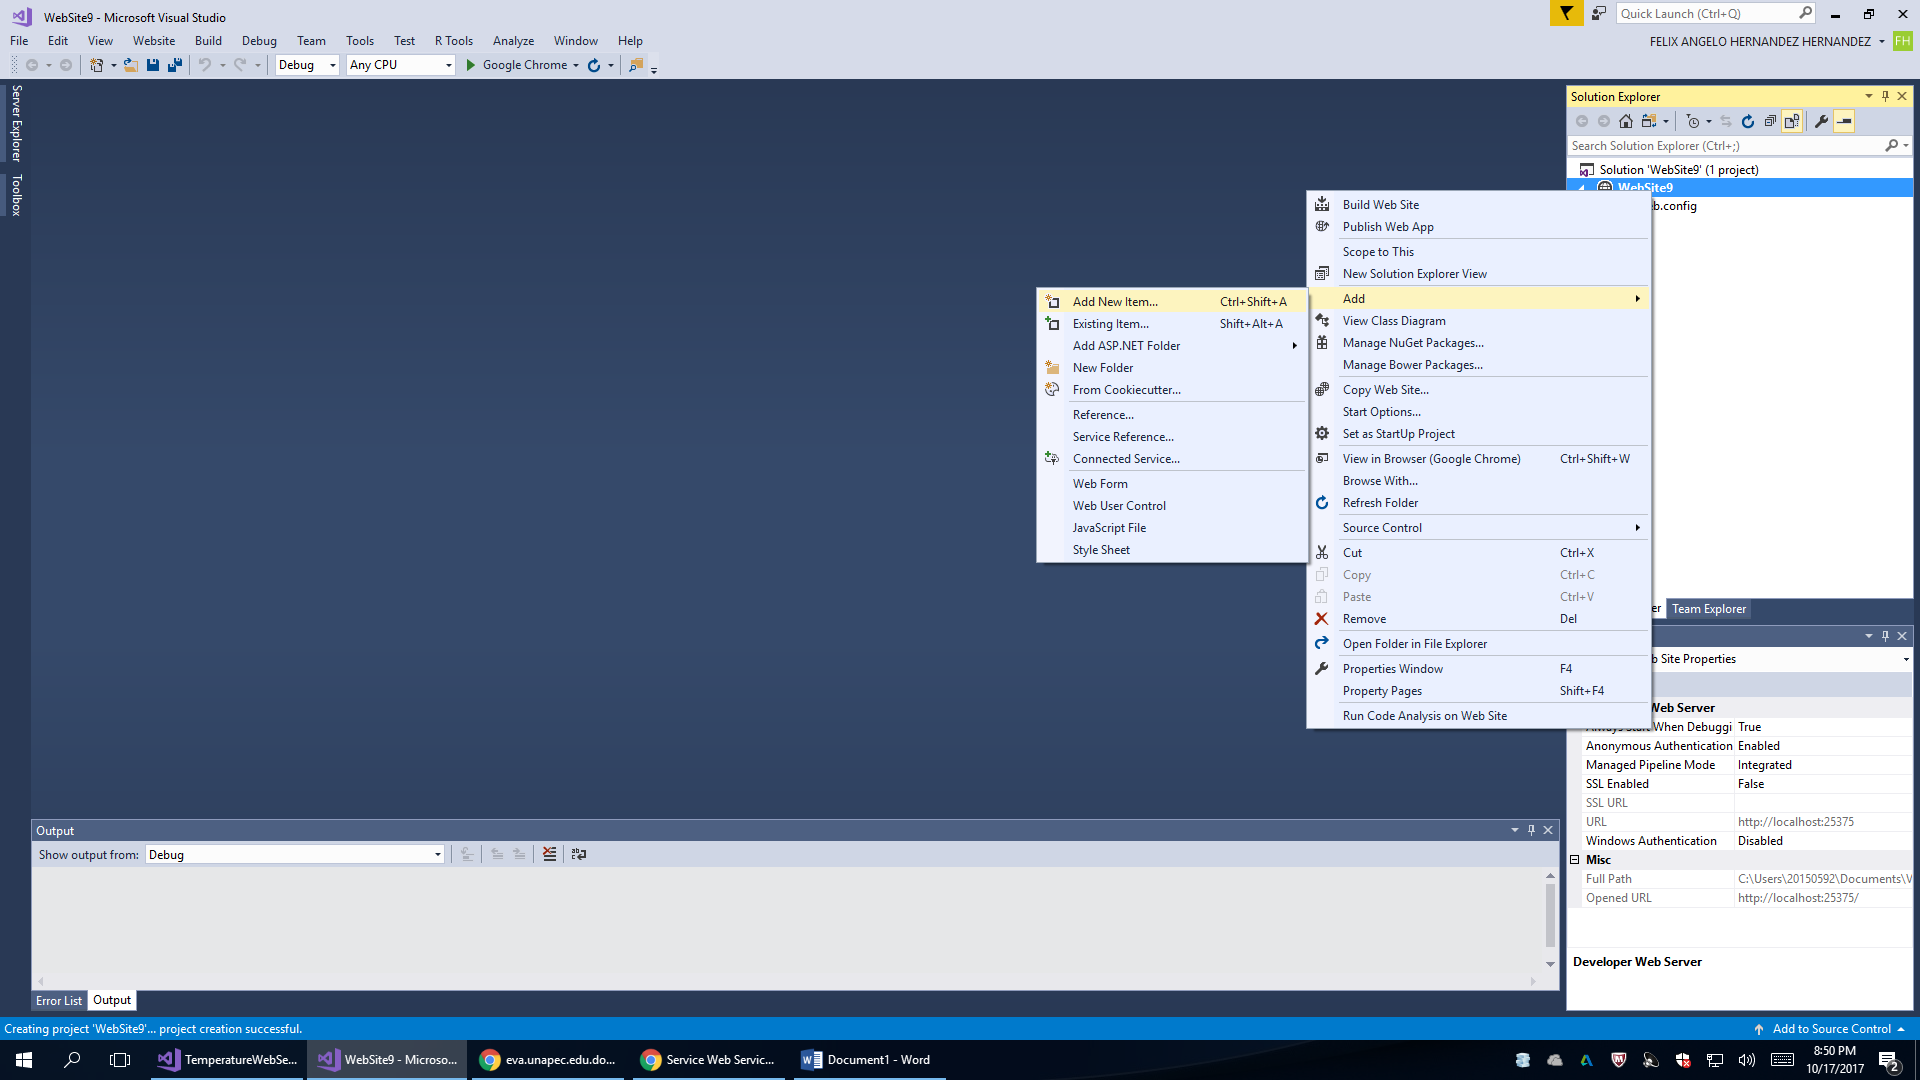 WebSite9 - Microsoft Visual Studio
Quick Launch (Ctrl+Q)
File Edit View Website Build Debug Team Tools Test R Tools Analyze Window Help
FELIX ANGELO HERNANDEZ HERNANDEZ FH
Debug Any CPU Google Chrome
Server Explorer
Toolbox
Solution Explorer
Search Solution Explorer (Ctrl+;)
Solution 'WebSite9' (1 project)
WebSite9
b.config
Build Web Site
Publish Web App
Scope to This
New Solution Explorer View
Add
View Class Diagram
Manage NuGet Packages...
Manage Bower Packages...
Copy Web Site...
Start Options...
Set as StartUp Project
View in Browser (Google Chrome) Ctrl+Shift+W
Browse With...
Refresh Folder
Source Control
Cut Ctrl+X
Copy Ctrl+C
Paste Ctrl+V
Remove Del
Open Folder in File Explorer
Properties Window F4
Property Pages Shift+F4
Run Code Analysis on Web Site
Add New Item... Ctrl+Shift+A
Existing Item... Shift+Alt+A
Add ASP.NET Folder
New Folder
From Cookiecutter...
Reference...
Service Reference...
Connected Service...
Web Form
Web User Control
JavaScript File
Style Sheet
er Team Explorer
b Site Properties
Web Server
Always Start When Debuggi True
Anonymous Authentication Enabled
Managed Pipeline Mode Integrated
SSL Enabled False
SSL URL
URL http://localhost:25375
Windows Authentication Disabled
Misc
Full Path C:\Users\20150592\Documents\V
Opened URL http://localhost:25375/
Developer Web Server
Output
Show output from: Debug
Error List Output
Creating project 'WebSite9'... project creation successful.
Add to Source Control
TemperatureWebSe...
WebSite9 - Microso...
eva.unapec.edu.do...
Service Web Servic...
Document1 - Word
8:50 PM
10/17/2017
2